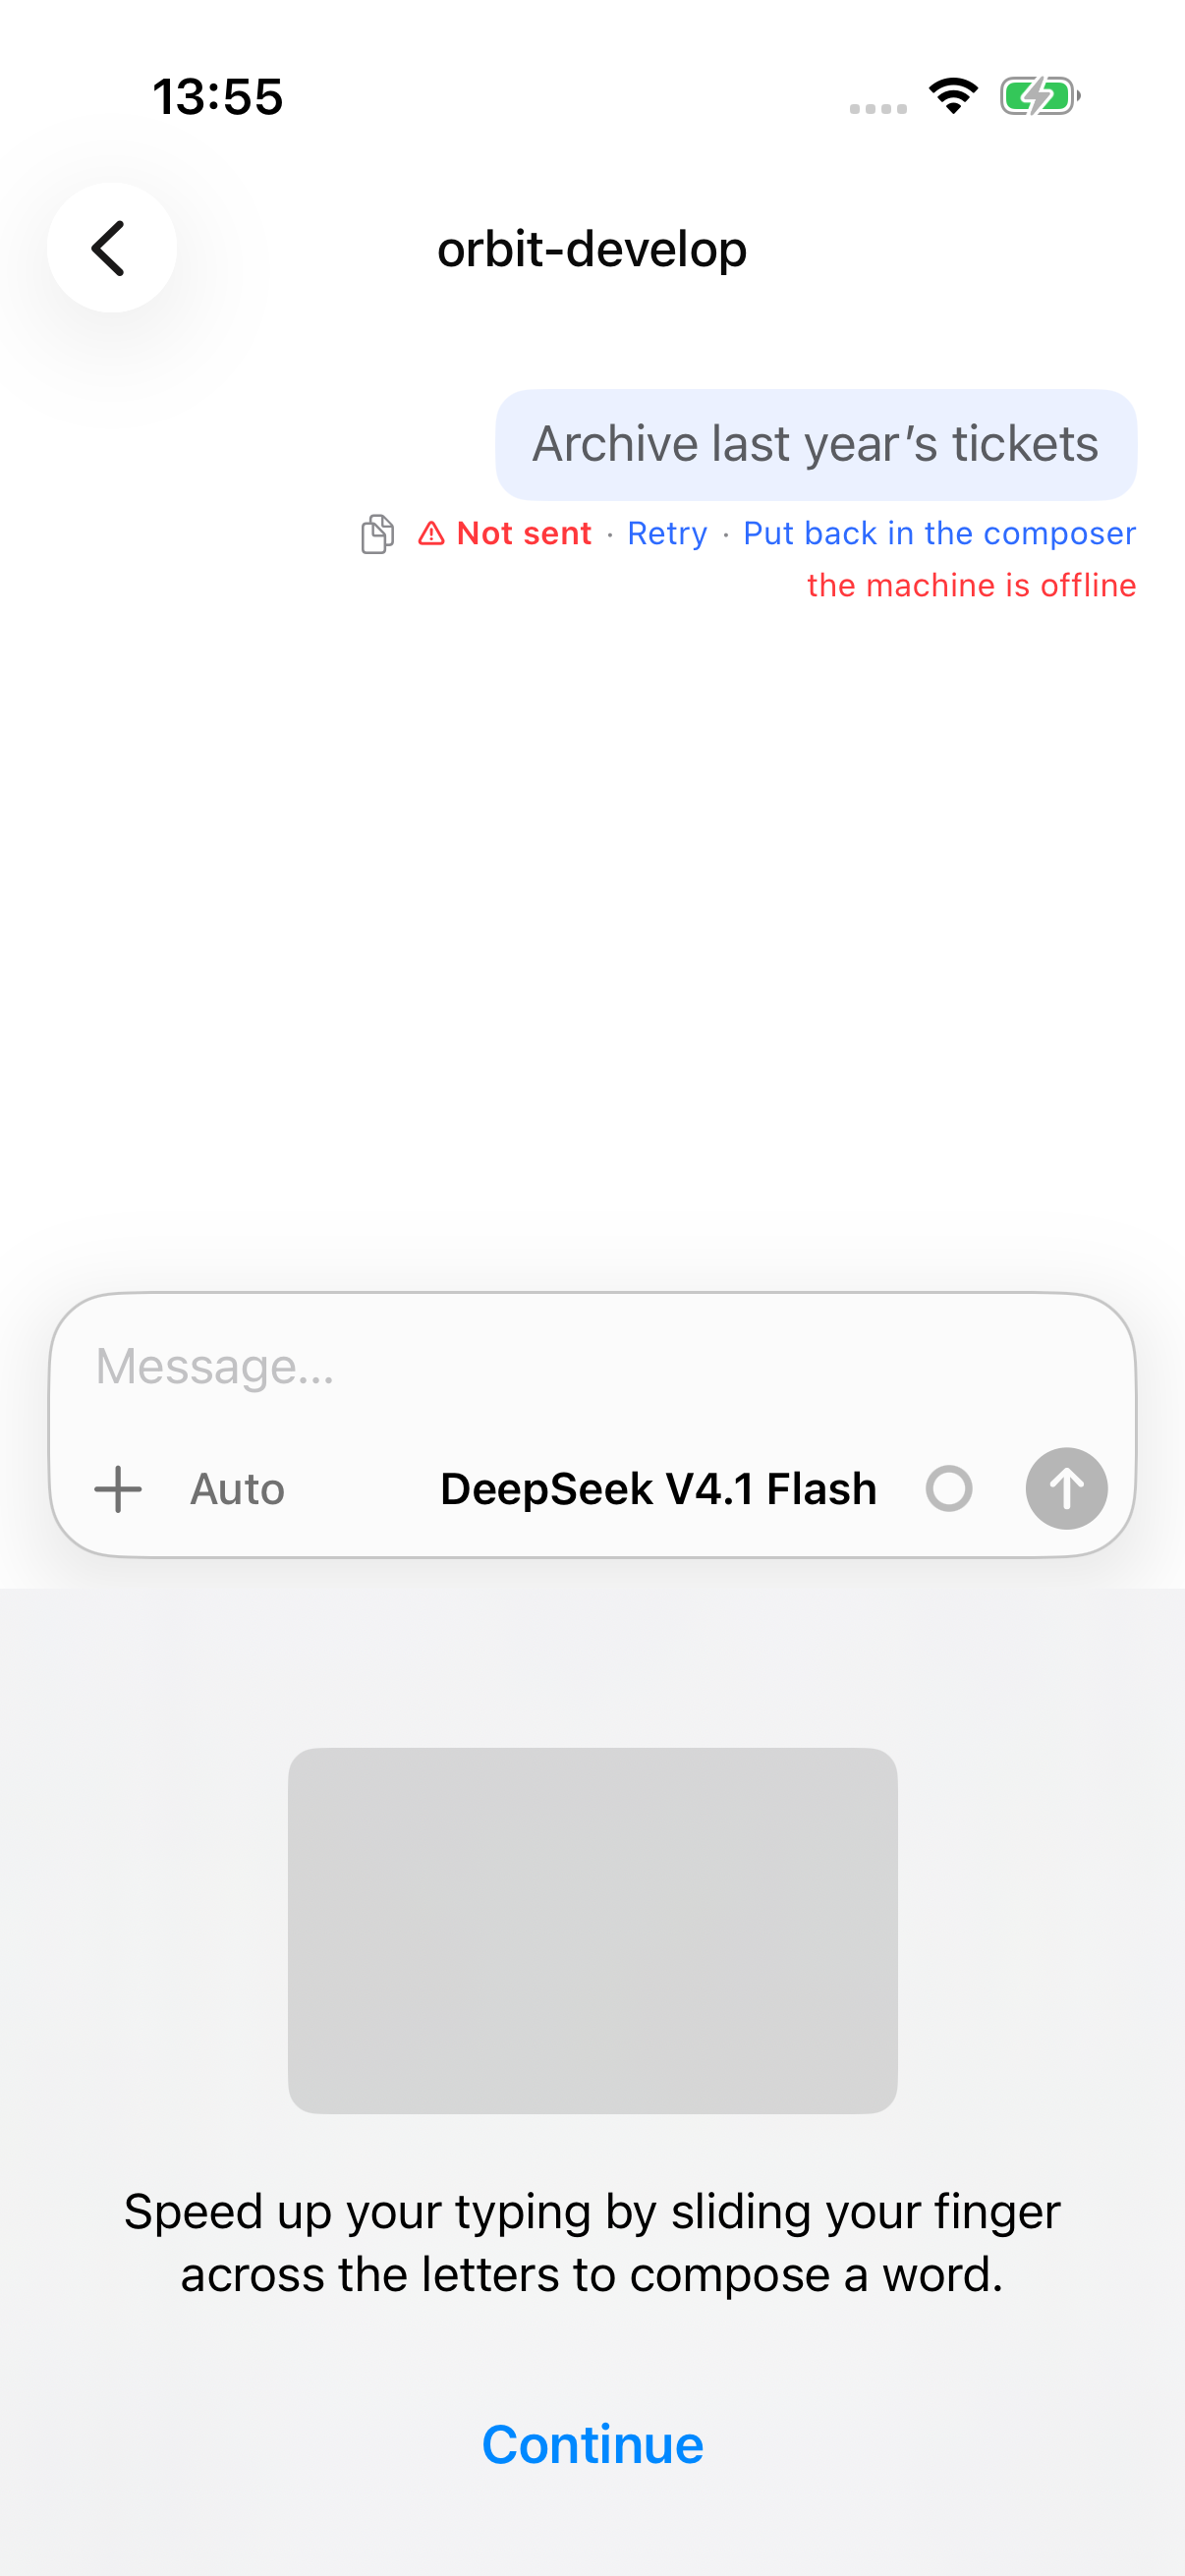 13:55
orbit-develop
Archive last year’s tickets
Not sent · Retry · Put back in the composer
the machine is offline
Message...
Auto DeepSeek V4.1 Flash
Speed up your typing by sliding your finger
across the letters to compose a word.
Continue